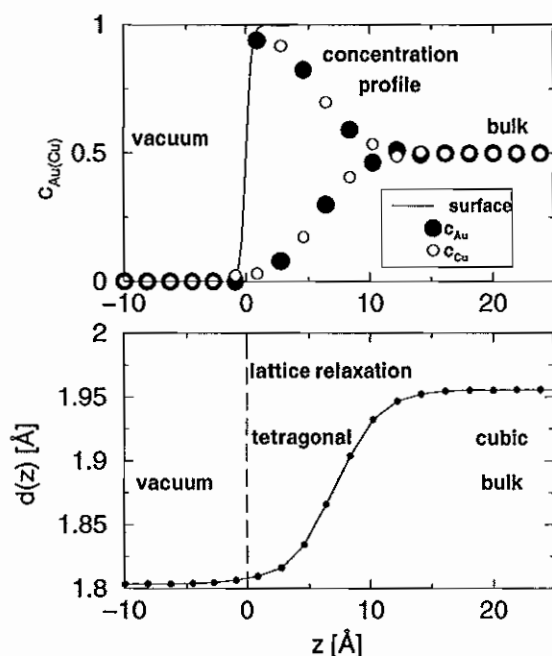 1
concentration
profile
vacuum
bulk
0.5
c_Au(Cu)
surface
c_Au
c_Cu
0
−10
0
10
20
2
lattice relaxation
1.95
tetragonal
cubic
d(z) [Å]
1.9
vacuum
bulk
1.85
1.8
−10
0
10
20
z [Å]